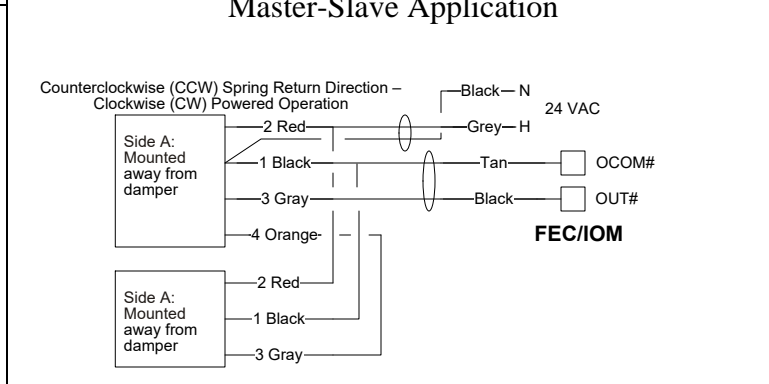 Master-Slave Application
Counterclockwise (CCW) Spring Return Direction –
Clockwise (CW) Powered Operation
Black N
24 VAC
2 Red
Grey H
Side A:
Mounted
away from
damper
1 Black
Tan
OCOM#
3 Gray
Black
OUT#
4 Orange
FEC/IOM
2 Red
Side A:
Mounted
away from
damper
1 Black
3 Gray